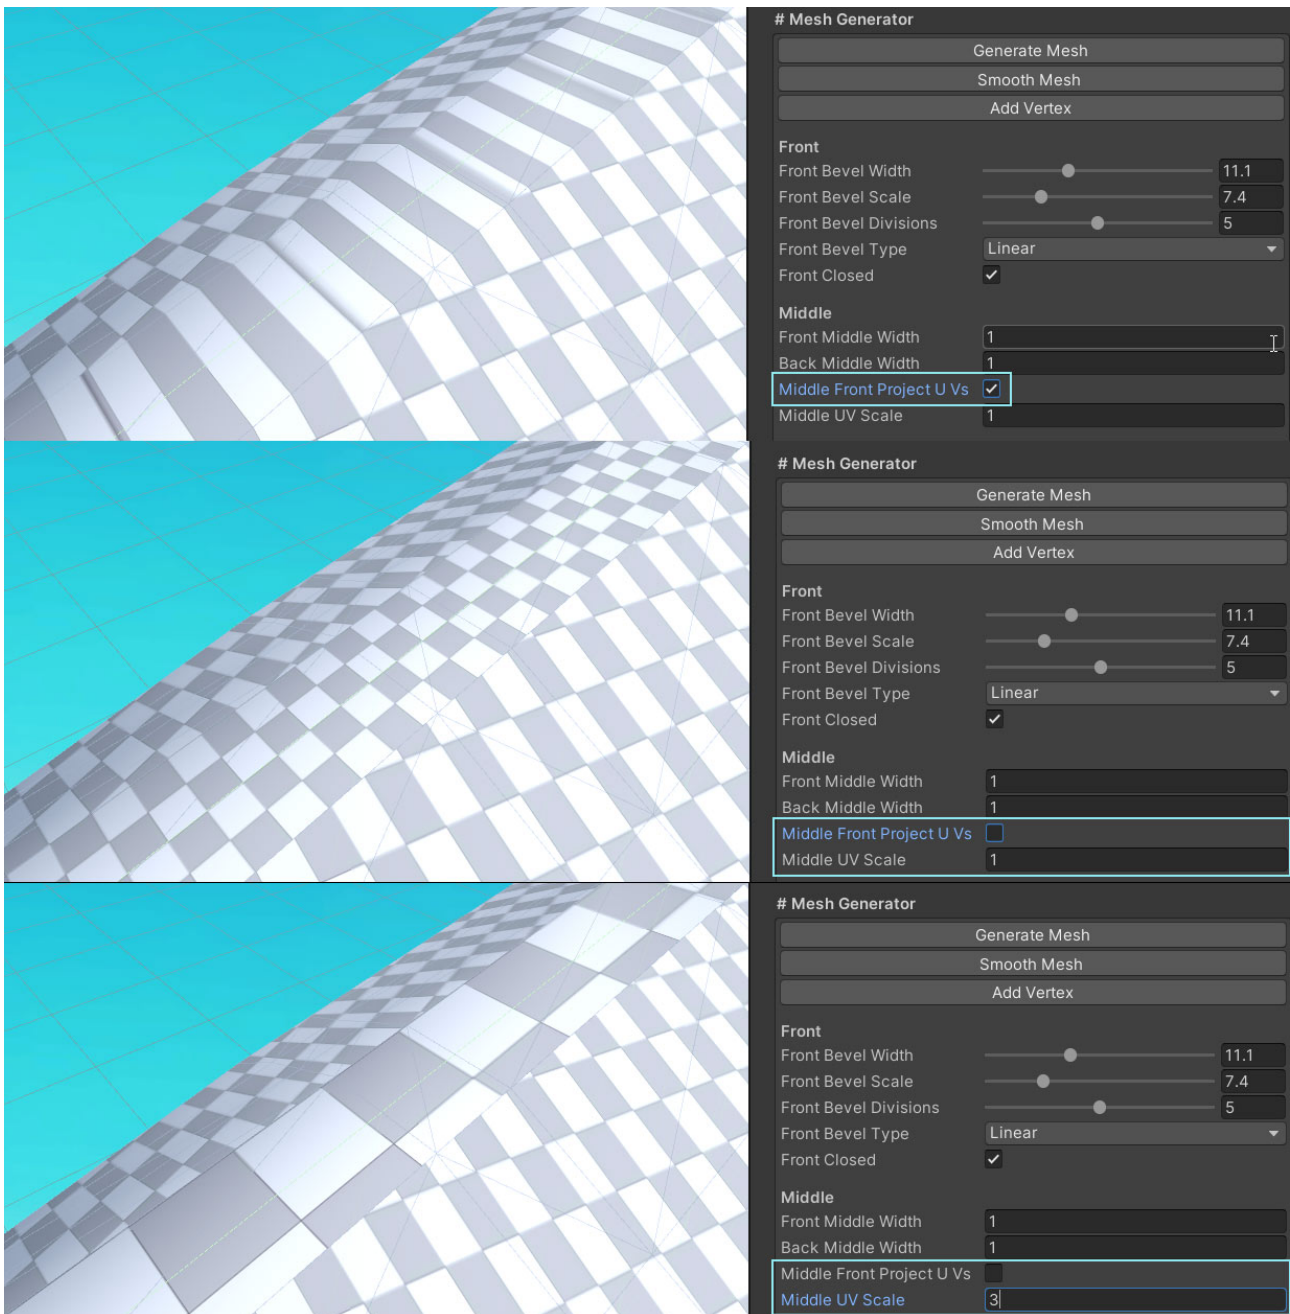 # Mesh Generator
Generate Mesh
Smooth Mesh
Add Vertex
Front
Front Bevel Width 11.1
Front Bevel Scale 7.4
Front Bevel Divisions 5
Front Bevel Type Linear
Front Closed
Middle
Front Middle Width 1
Back Middle Width 1
Middle Front Project U Vs
Middle UV Scale 1
# Mesh Generator
Generate Mesh
Smooth Mesh
Add Vertex
Front
Front Bevel Width 11.1
Front Bevel Scale 7.4
Front Bevel Divisions 5
Front Bevel Type Linear
Front Closed
Middle
Front Middle Width 1
Back Middle Width 1
Middle Front Project U Vs
Middle UV Scale 1
# Mesh Generator
Generate Mesh
Smooth Mesh
Add Vertex
Front
Front Bevel Width 11.1
Front Bevel Scale 7.4
Front Bevel Divisions 5
Front Bevel Type Linear
Front Closed
Middle
Front Middle Width 1
Back Middle Width 1
Middle Front Project U Vs
Middle UV Scale 3